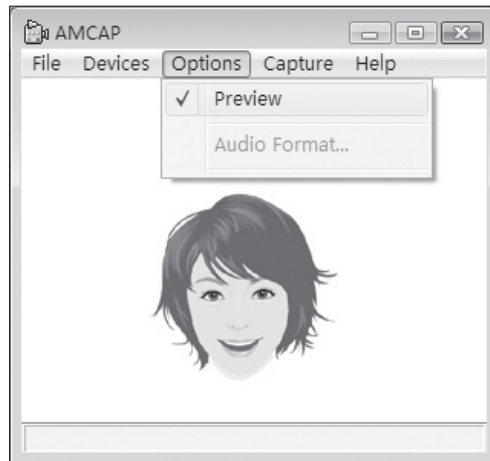 AMCAP
File Devices Options Capture Help
Preview
Audio Format...